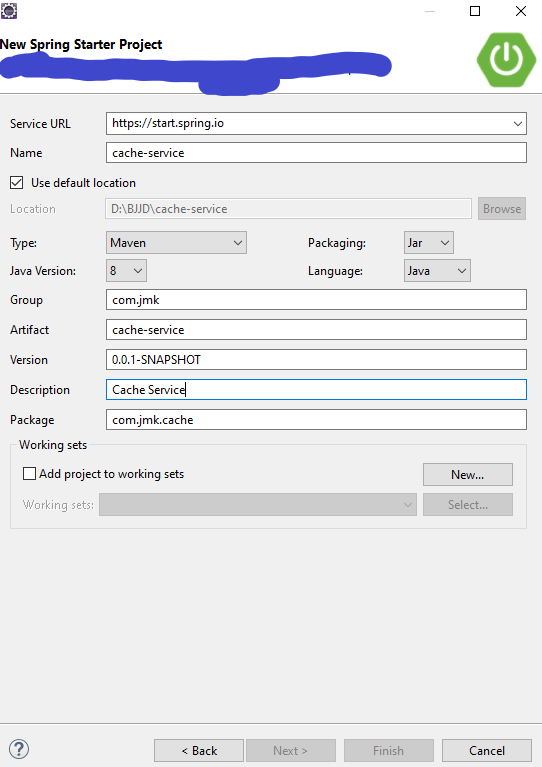 New Spring Starter Project
Service URL https://start.spring.io
Name cache-service
Use default location
Location D:\BJJD\cache-service Browse
Type: Maven Packaging: Jar
Java Version: 8 Language: Java
Group com.jmk
Artifact cache-service
Version 0.0.1-SNAPSHOT
Description Cache Service
Package com.jmk.cache
Working sets
Add project to working sets New...
Working sets: Select...
? < Back Next > Finish Cancel